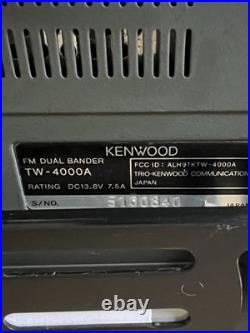 KENWOOD
FM DUAL BANDER
TW-4000A
RATING DC13.8V 7.5A
FCC ID : ALH9TKTW-4000A
TRIO-KENWOOD COMMUNICATION
JAPAN
S/NO. 5130840
JAPA